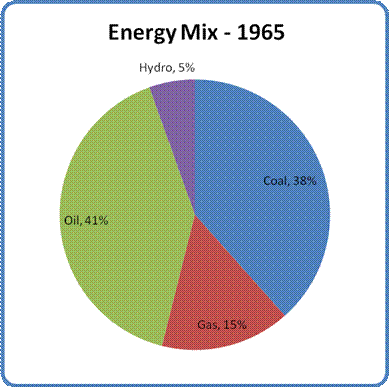 Energy Mix - 1965
Hydro, 5%
Coal, 38%
Oil, 41%
Gas, 15%